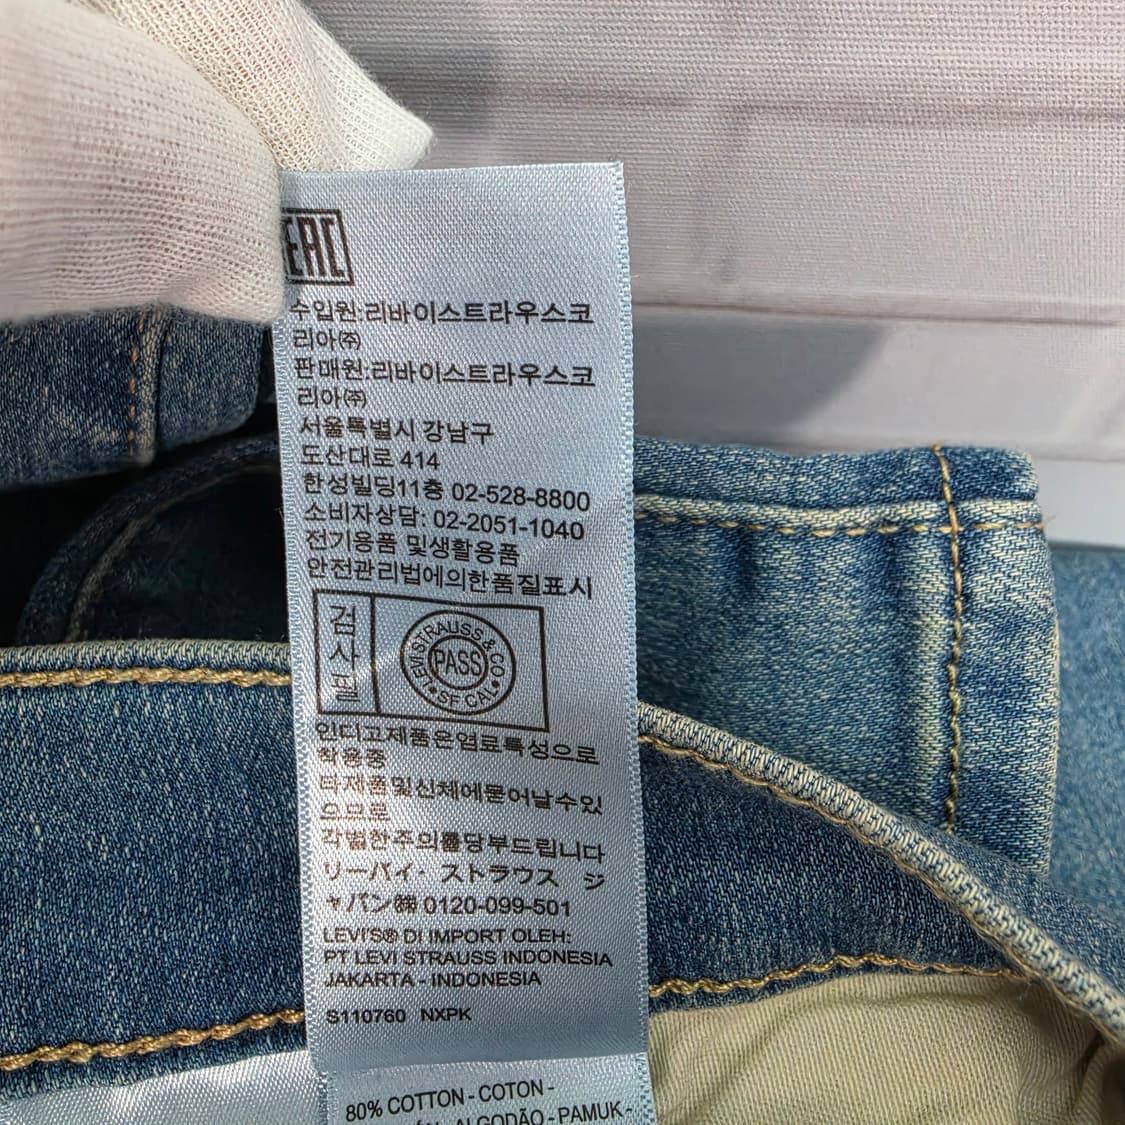 EAC
수입원:리바이스트라우스코
리아㈜
판매원:리바이스트라우스코
리아㈜
서울특별시 강남구
도산대로 414
한성빌딩11층 02-528-8800
소비자상담: 02-2051-1040
전기용품 및생활용품
안전관리법에의한품질표시
검사필
LEVI STRAUSS & CO
PASS
SF CAL
인디고제품은염료특성으로
착용중
타제품및신체에묻어날수있
으므로
각별한주의를당부드립니다
リーバイ・ ストラウス ジ
ャパン㈱ 0120-099-501
LEVI'S® DI IMPORT OLEH:
PT LEVI STRAUSS INDONESIA
JAKARTA - INDONESIA
S110760 NXPK
80% COTTON - COTON -
ALGODÃO - PAMUK -